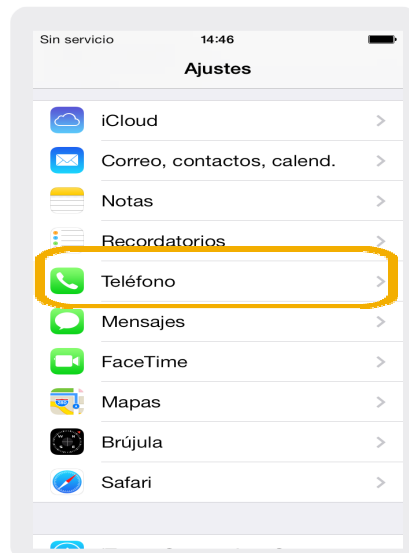 Sin servicio 14:46
Ajustes
iCloud
Correo, contactos, calend.
Notas
Recordatorios
Teléfono
Mensajes
FaceTime
Mapas
Brújula
Safari